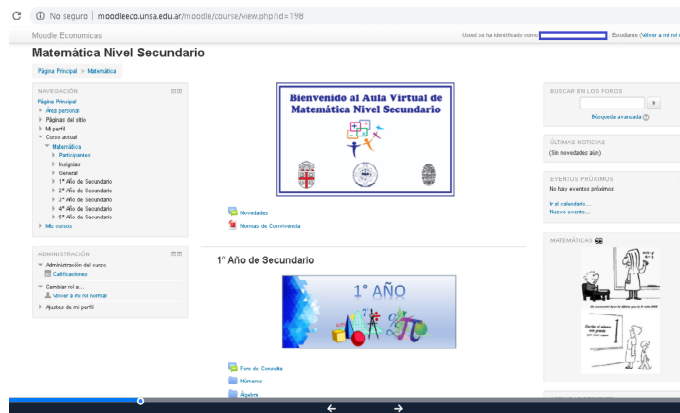 No seguro | moodleeco.unsa.edu.ar/moodle/course/view.php?id=198
Moodle Economicas
Usted se ha identificado como
Estudiante (Volver a mi rol
Matemática Nivel Secundario
Página Principal
Matemática
NAVEGACIÓN
Página Principal
Área personal
Páginas del sitio
Mi perfil
Curso actual
Matemática
Participantes
Insignias
General
1° Año de Secundario
2° Año de Secundario
3° Año de Secundario
4° Año de Secundario
5° Año de Secundario
Mis cursos
ADMINISTRACIÓN
Administración del curso
Calificaciones
Cambiar rol a...
Volver a mi rol normal
Ajustes de mi perfil
Bienvenido al Aula Virtual de
Matemática Nivel Secundario
Novedades
Normas de Convivencia
1° Año de Secundario
1° AÑO
Foro de Consulta
Números
Álgebra
BUSCAR EN LOS FOROS
Búsqueda avanzada
ÚLTIMAS NOTICIAS
(Sin novedades aún)
EVENTOS PRÓXIMOS
No hay eventos próximos
Ir al calendario...
Nuevo evento...
MATEMÁTICAS